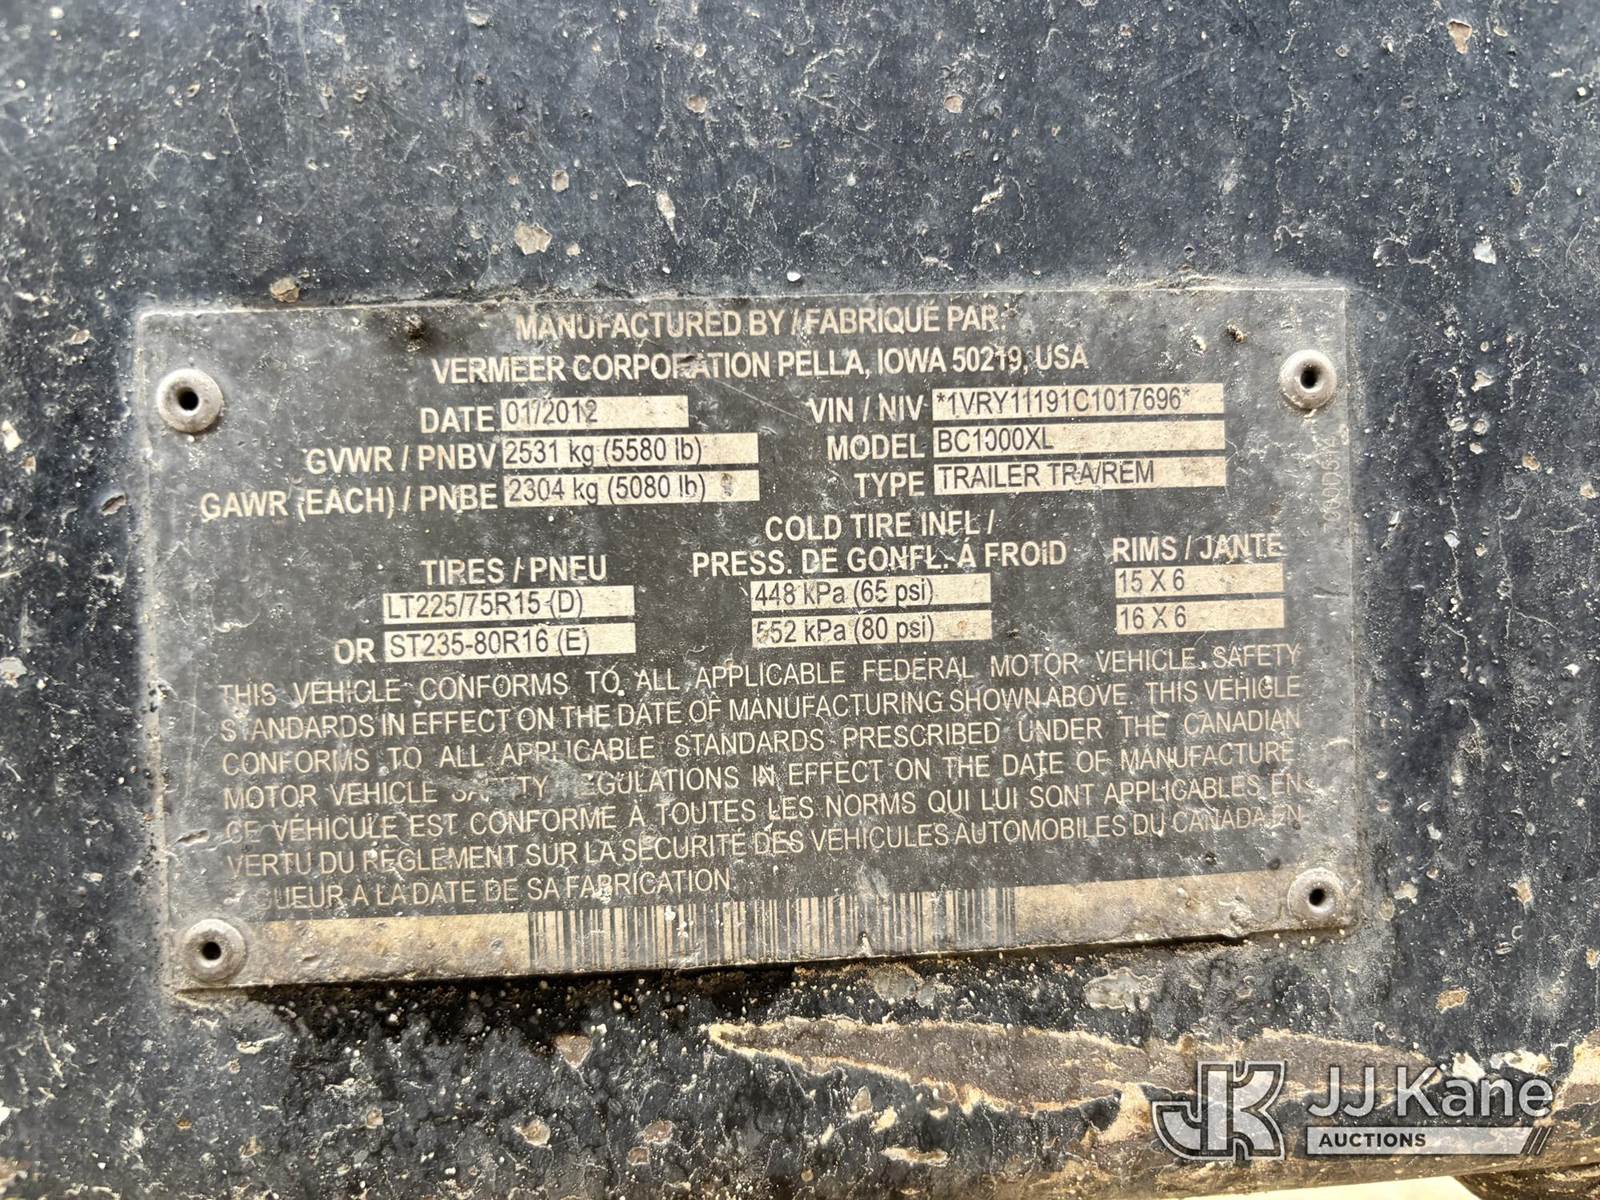 MANUFACTURED BY / FABRIQUÉ PAR:
VERMEER CORPORATION PELLA, IOWA 50219, USA
DATE 01/2012 VIN / NIV *1VRY11191C1017696*
GVWR / PNBV 2531 kg (5580 lb) MODEL BC1000XL
GAWR (EACH) / PNBE 2304 kg (5080 lb) TYPE TRAILER TRA/REM
COLD TIRE INFL /
TIRES / PNEU PRESS. DE GONFL. À FROID RIMS / JANTE
LT225/75R15 (D) 448 kPa (65 psi) 15 X 6
OR ST235-80R16 (E) 552 kPa (80 psi) 16 X 6
THIS VEHICLE CONFORMS TO ALL APPLICABLE FEDERAL MOTOR VEHICLE SAFETY
STANDARDS IN EFFECT ON THE DATE OF MANUFACTURING SHOWN ABOVE. THIS VEHICLE
CONFORMS TO ALL APPLICABLE STANDARDS PRESCRIBED UNDER THE CANADIAN
MOTOR VEHICLE SAFETY REGULATIONS IN EFFECT ON THE DATE OF MANUFACTURE.
CE VÉHICULE EST CONFORME À TOUTES LES NORMS QUI LUI SONT APPLICABLES EN
VERTU DU RÈGLEMENT SUR LA SÉCURITÉ DES VÉHICULES AUTOMOBILES DU CANADA EN
VIGUEUR À LA DATE DE SA FABRICATION
JJ Kane
AUCTIONS